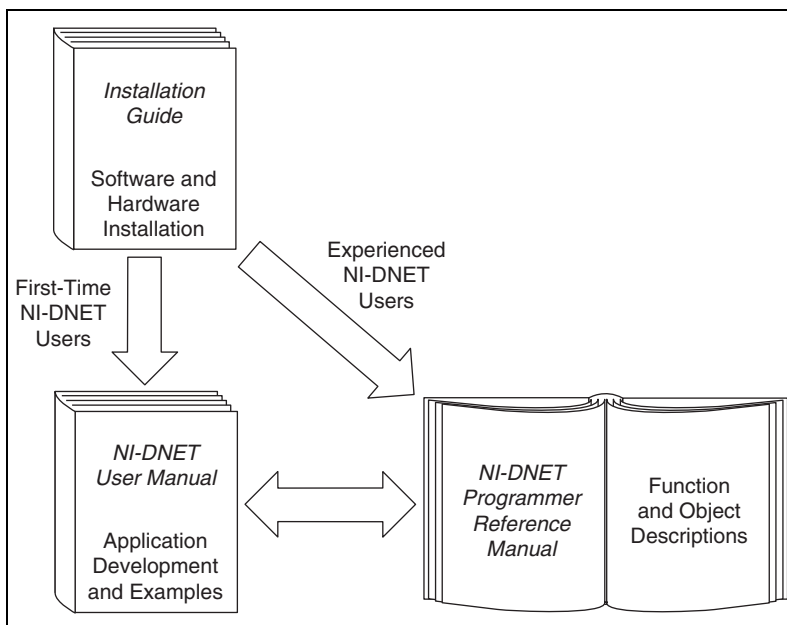 Installation
Guide
Software and
Hardware
Installation
First-Time
NI-DNET
Users
Experienced
NI-DNET
Users
NI-DNET
User Manual
Application
Development
and Examples
NI-DNET
Programmer
Reference
Manual
Function
and Object
Descriptions